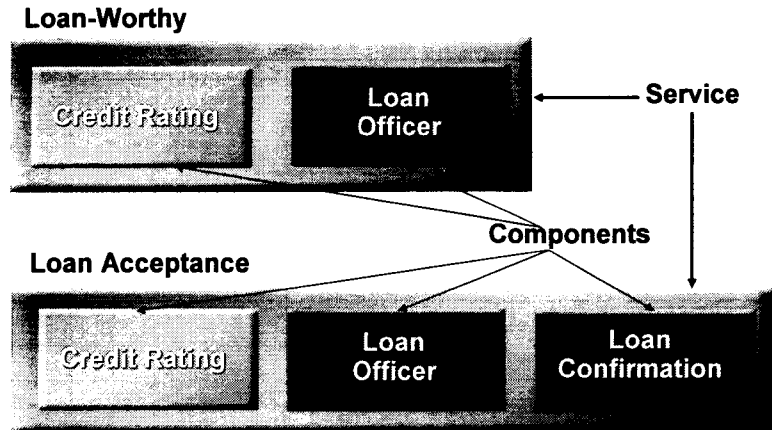 Loan-Worthy
Credit Rating
Loan
Officer
Service
Components
Loan Acceptance
Credit Rating
Loan
Officer
Loan
Confirmation